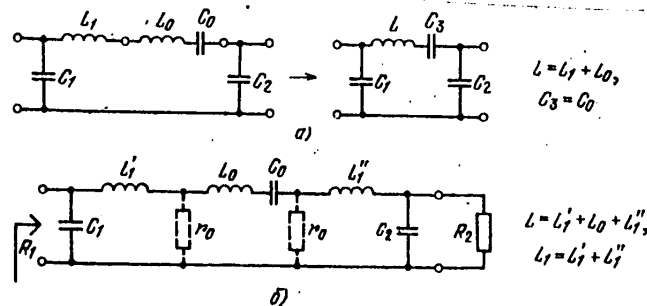 L₁ L₀ C₀
C₁ C₂
L C₃
C₁ C₂
L = L₁ + L₀,
C₃ = C₀
а)
L₁' L₀ C₀ L₁''
R₁ C₁ r₀ r₀ C₂ R₂
L = L₁' + L₀ + L₁'',
L₁ = L₁' + L₁''
б)